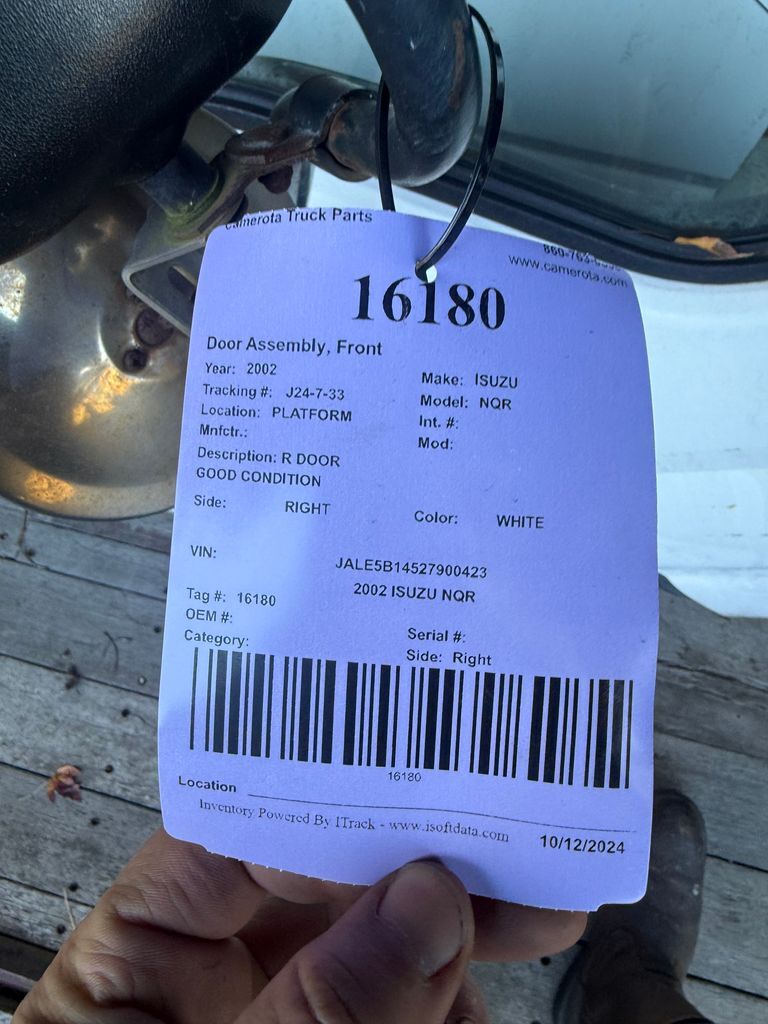 Camerota Truck Parts
860-763-
www.camerota.com
16180
Door Assembly, Front
Year: 2002
Make: ISUZU
Tracking #: J24-7-33
Model: NQR
Location: PLATFORM
Int. #:
Mnfctr.:
Mod:
Description: R DOOR
GOOD CONDITION
Side: RIGHT
Color: WHITE
VIN: JALE5B14527900423
2002 ISUZU NQR
Tag #: 16180
OEM #:
Serial #:
Category:
Side: Right
16180
Location
Inventory Powered By ITrack - www.isoftdata.com
10/12/2024